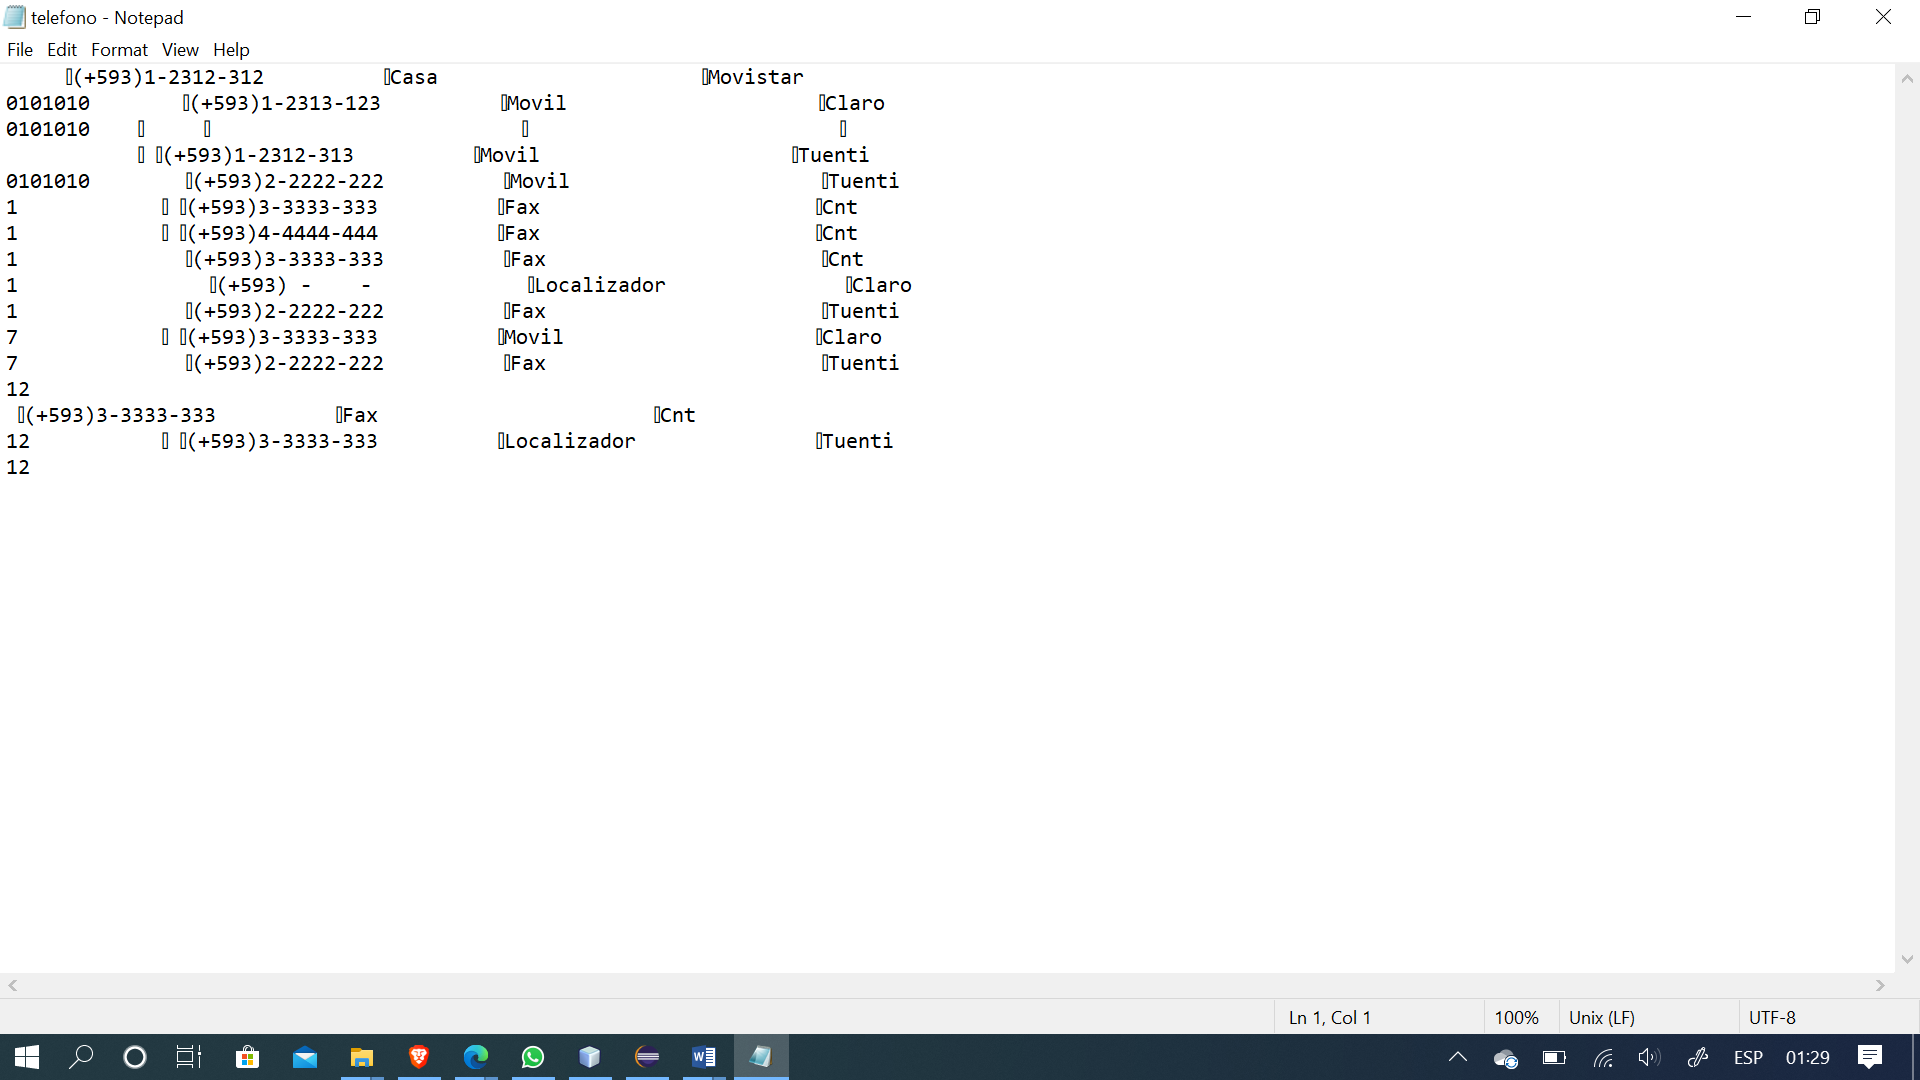 telefono - Notepad
File Edit Format View Help
(+593)1-2312-312 Casa Movistar
0101010 (+593)1-2313-123 Movil Claro
0101010
(+593)1-2312-313 Movil Tuenti
0101010 (+593)2-2222-222 Movil Tuenti
1 (+593)3-3333-333 Fax Cnt
1 (+593)4-4444-444 Fax Cnt
1 (+593)3-3333-333 Fax Cnt
1 (+593) - - Localizador Claro
1 (+593)2-2222-222 Fax Tuenti
7 (+593)3-3333-333 Movil Claro
7 (+593)2-2222-222 Fax Tuenti
12
(+593)3-3333-333 Fax Cnt
12 (+593)3-3333-333 Localizador Tuenti
12
Ln 1, Col 1 100% Unix (LF) UTF-8
ESP 01:29